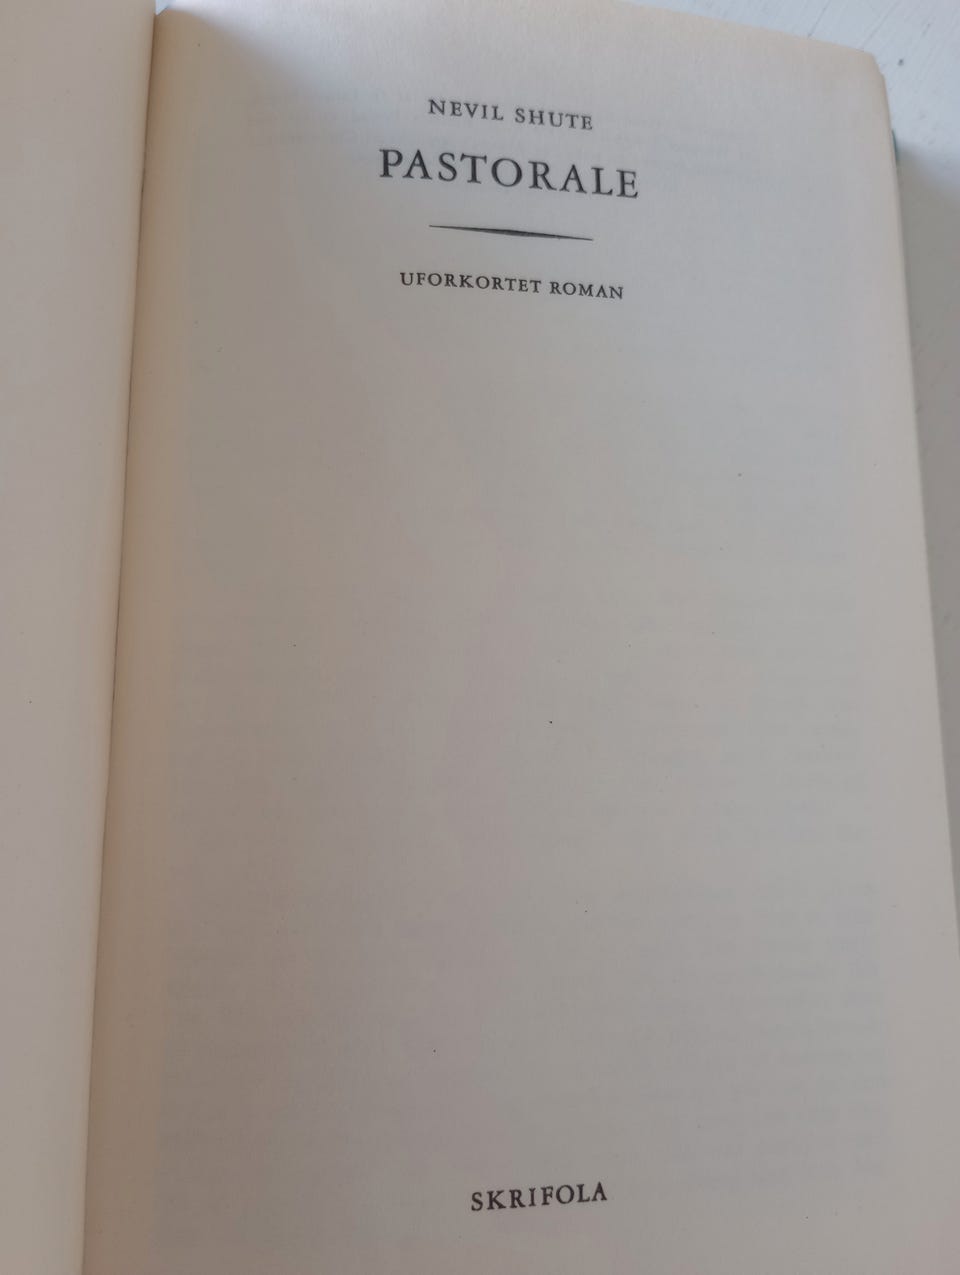 NEVIL SHUTE
PASTORALE
UFORKORTET ROMAN
SKRIFOLA